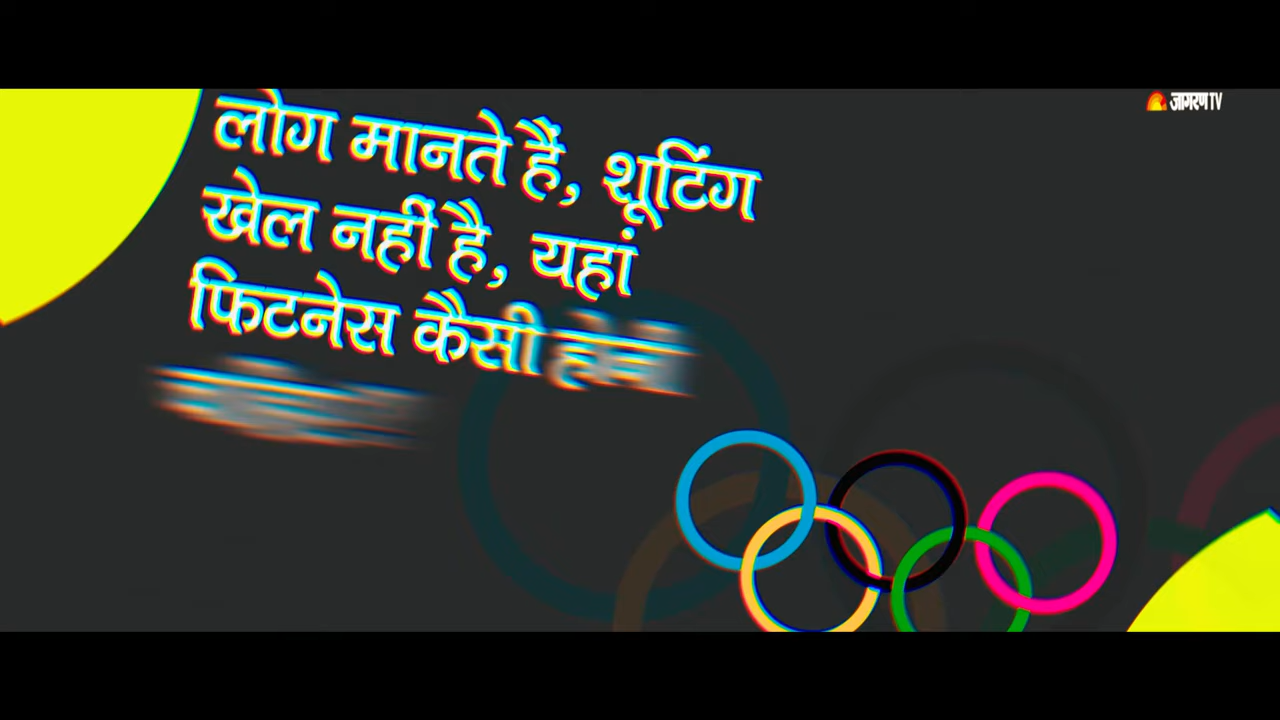 जागरण TV
लोग मानते हैं, शूटिंग
खेल नहीं है, यहां
फिटनेस कैसी